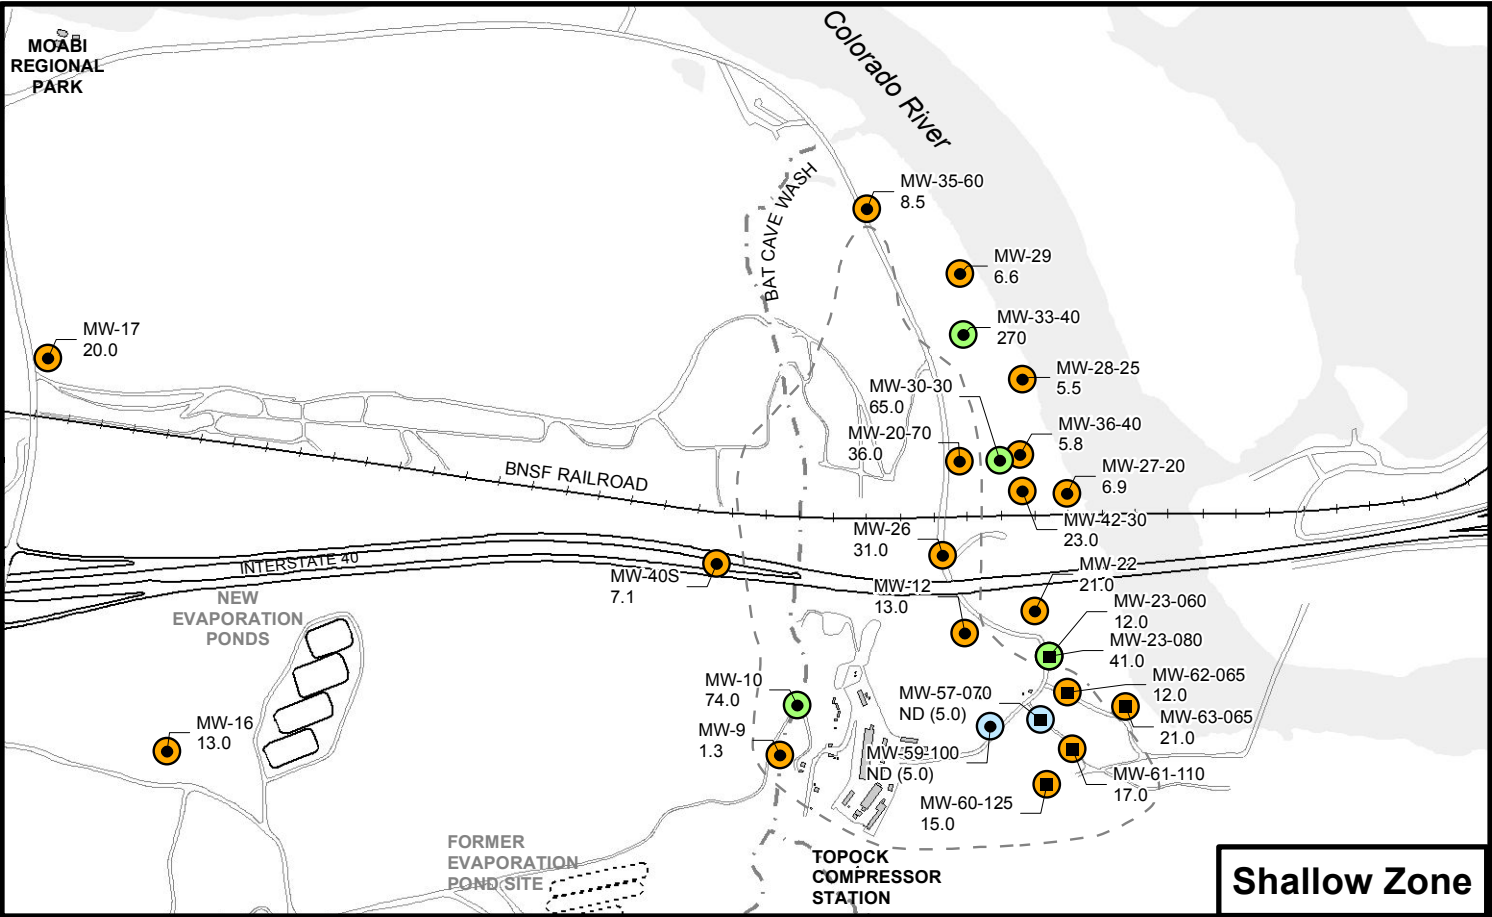 MOABI
REGIONAL
PARK
Colorado River
BAT CAVE WASH
MW-35-60
8.5
MW-29
6.6
MW-33-40
270
MW-17
20.0
MW-28-25
5.5
MW-30-30
65.0
MW-20-70
36.0
MW-36-40
5.8
MW-27-20
6.9
BNSF RAILROAD
MW-42-30
23.0
MW-26
31.0
INTERSTATE 40
MW-40S
7.1
MW-12
13.0
MW-22
21.0
NEW
EVAPORATION
PONDS
MW-23-060
12.0
MW-23-080
41.0
MW-10
74.0
MW-62-065
12.0
MW-57-070
ND (5.0)
MW-63-065
21.0
MW-16
13.0
MW-9
1.3
MW-59-100
ND (5.0)
MW-61-110
17.0
MW-60-125
15.0
FORMER
EVAPORATION
POND SITE
TOPOCK
COMPRESSOR
STATION
Shallow Zone